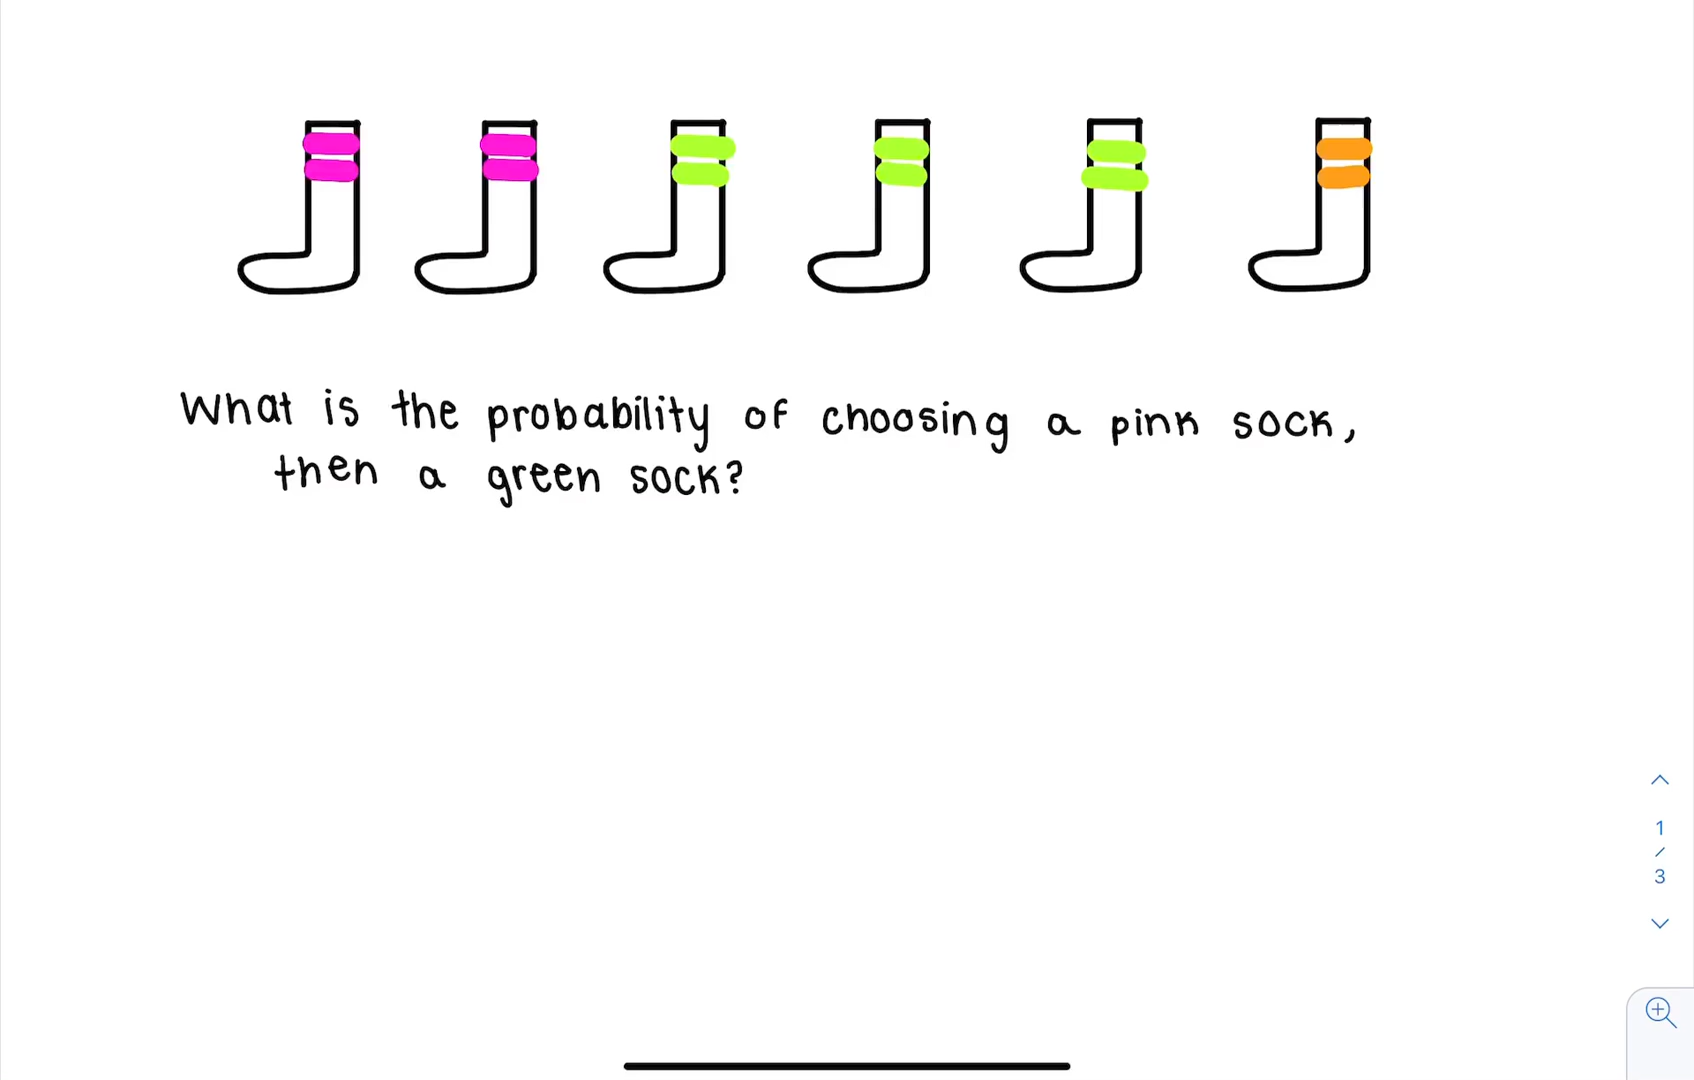 What is the probability of choosing a pink sock,
then a green sock?
1
/
3